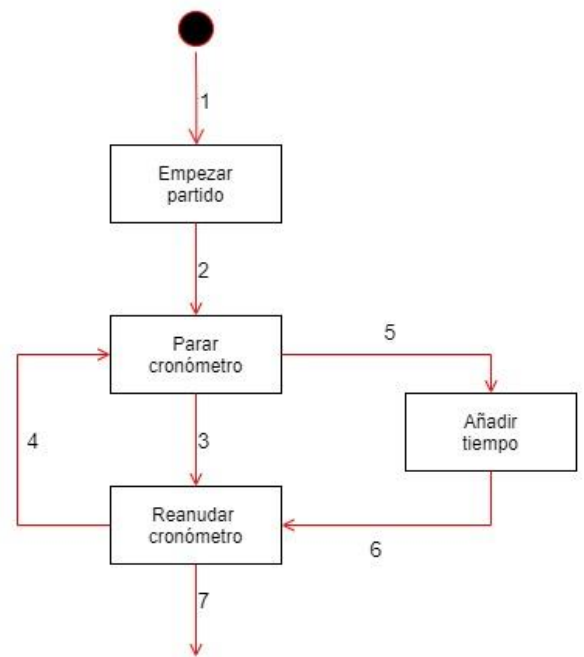 1
Empezar
partido
2
Parar
cronómetro
5
Añadir
tiempo
4
3
Reanudar
cronómetro
6
7